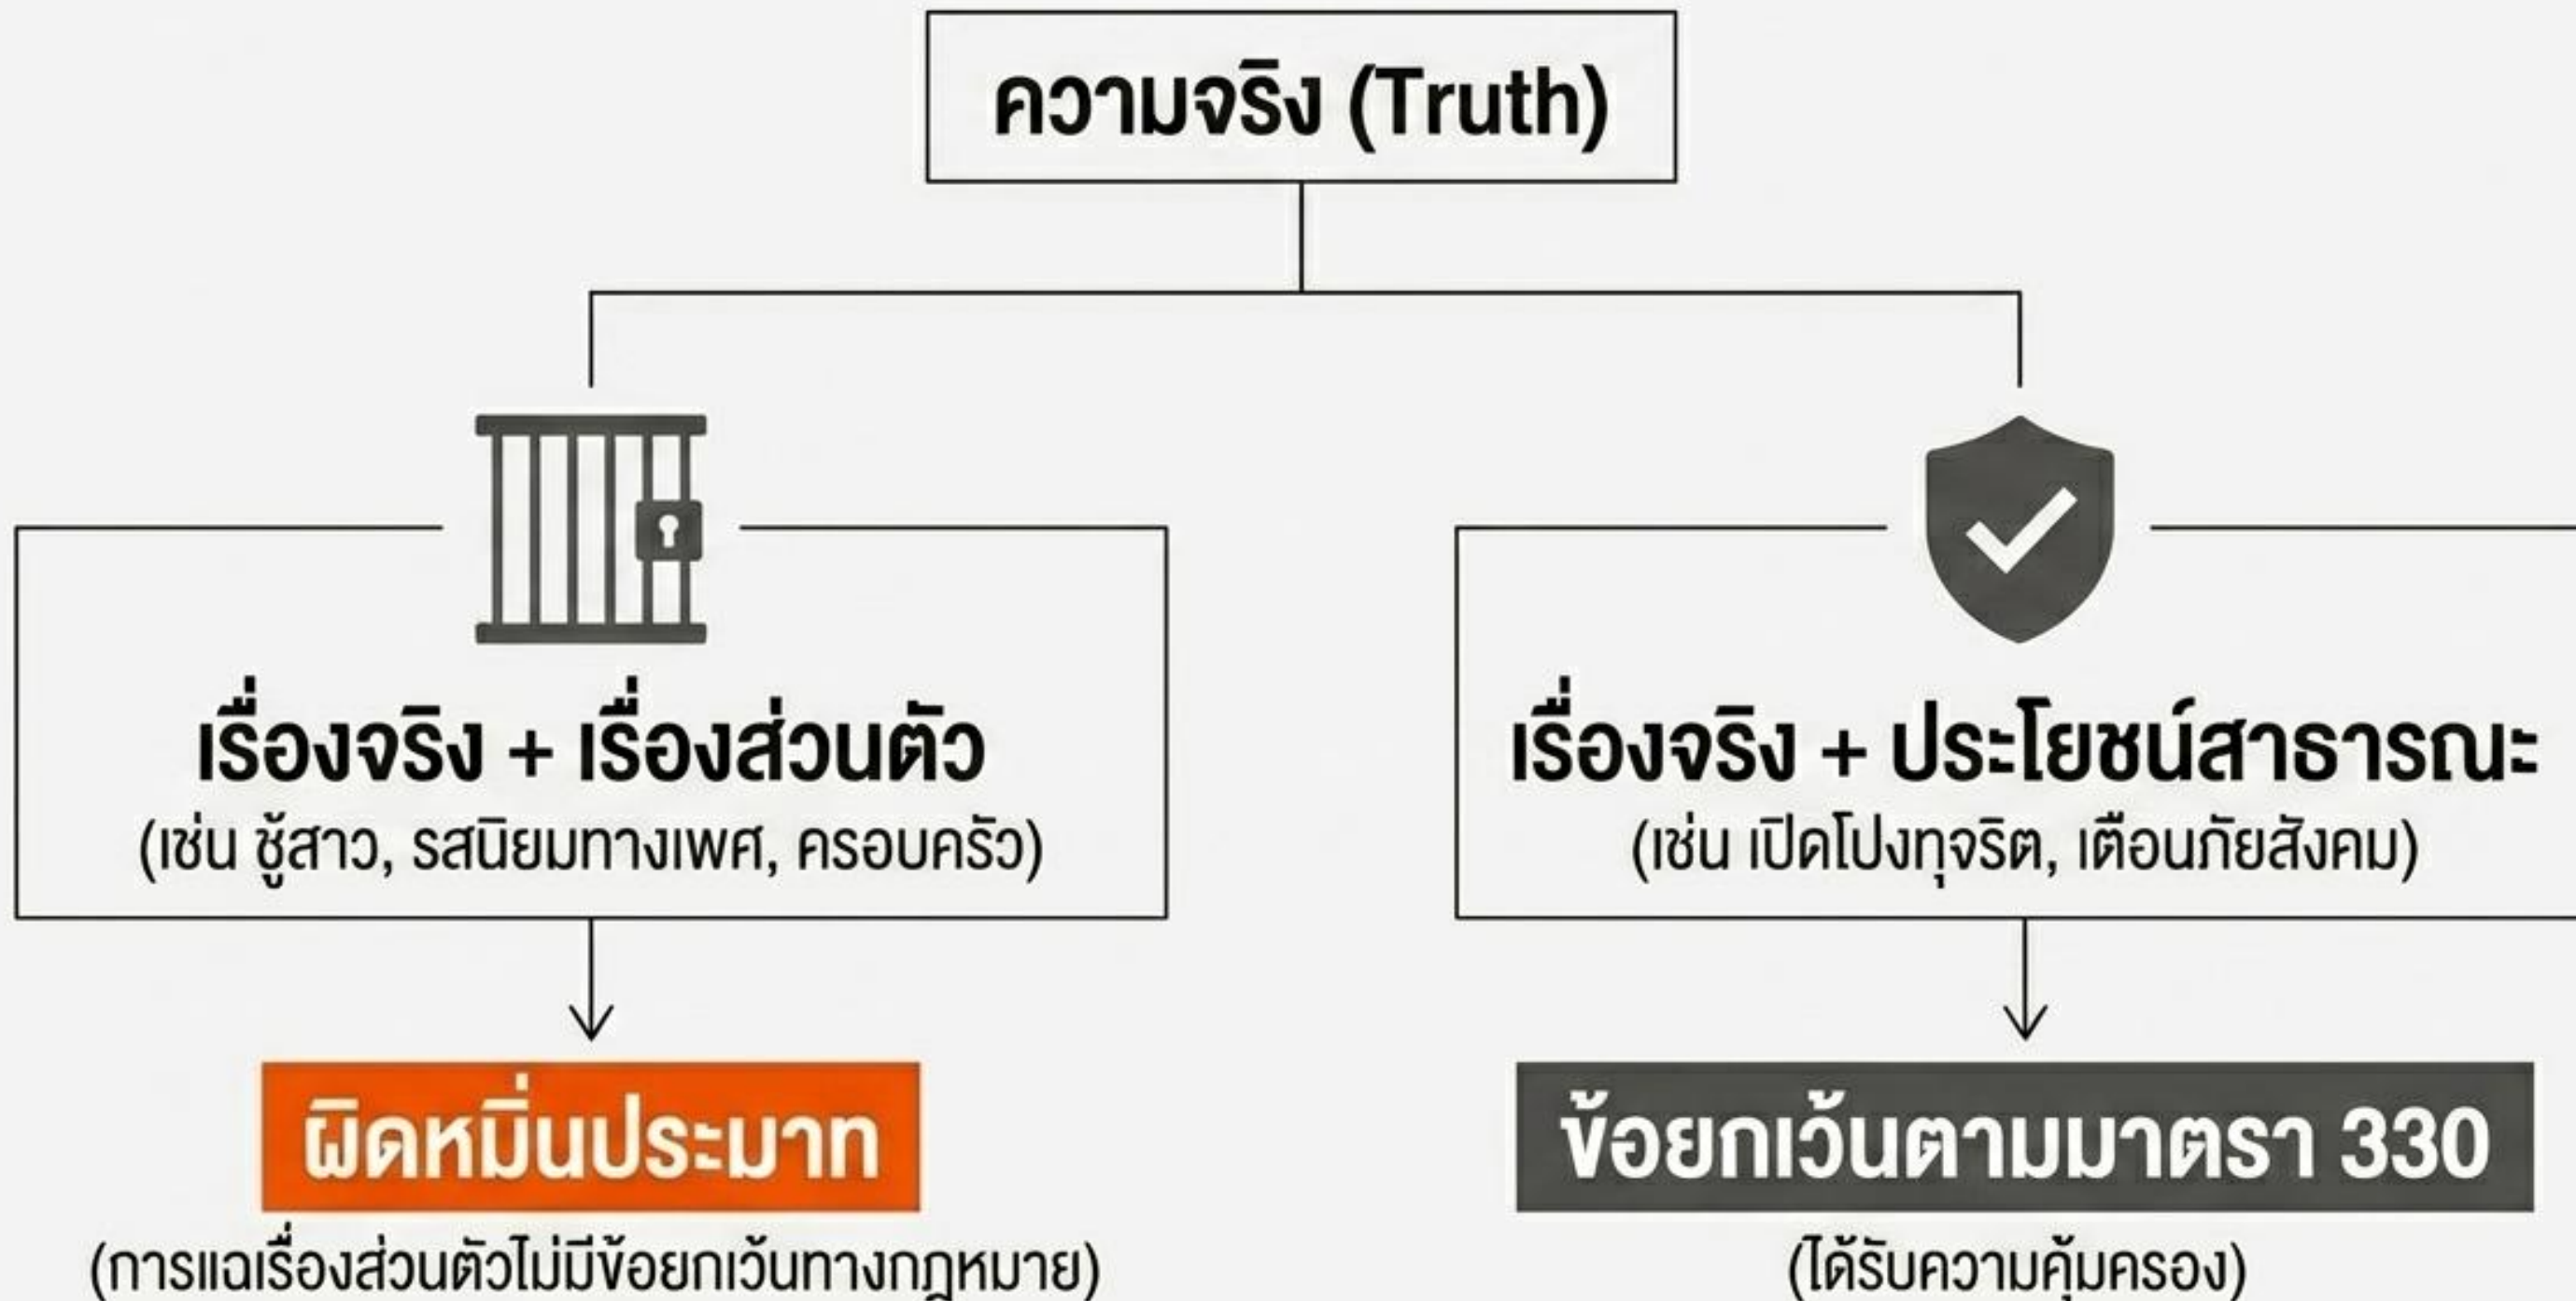 ความจริง (Truth)
เรื่องจริง + เรื่องส่วนตัว
(เช่น ชู้สาว, รสนิยมทางเพศ, ครอบครัว)
ผิดหมิ่นประมาท
(การแฉเรื่องส่วนตัวไม่มีข้อยกเว้นทางกฎหมาย)
เรื่องจริง + ประโยชน์สาธารณะ
(เช่น เปิดโปงทุจริต, เตือนภัยสังคม)
ข้อยกเว้นตามมาตรา 330
(ได้รับความคุ้มครอง)